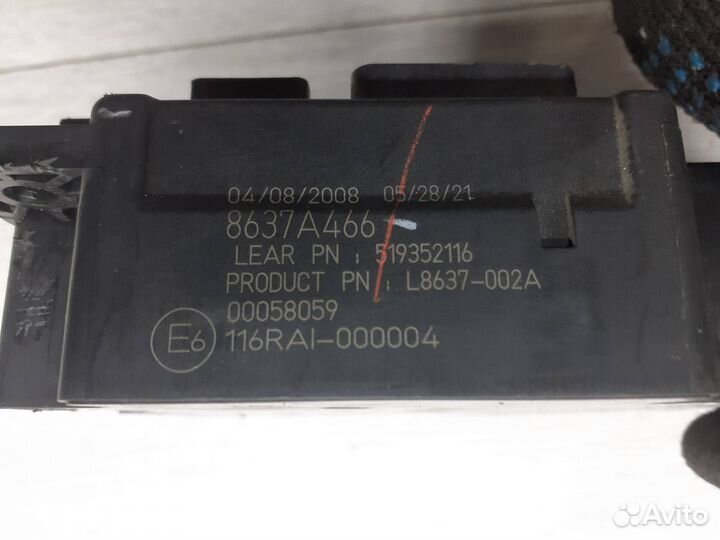 04/08/2008 05/28/21
8637A466
LEAR PN : 519352116
PRODUCT PN : L8637-002A
00058059
E6 116RAI-000004
Avito